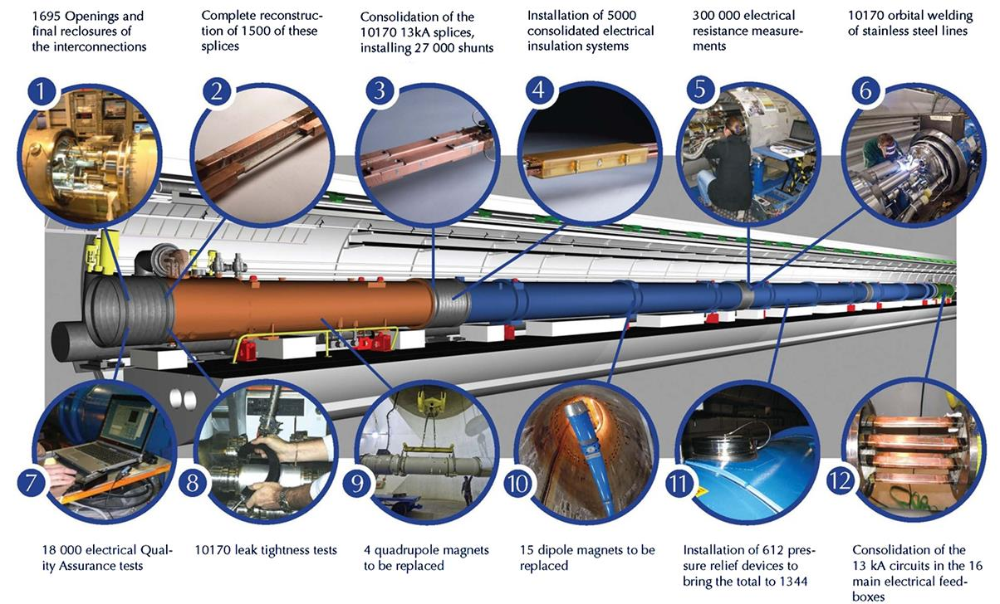 1695 Openings and
final reclosures of
the interconnections
Complete reconstruc-
tion of 1500 of these
splices
Consolidation of the
10170 13kA splices,
installing 27 000 shunts
Installation of 5000
consolidated electrical
insulation systems
300 000 electrical
resistance measure-
ments
10170 orbital welding
of stainless steel lines
1
2
3
4
5
6
7
8
9
10
11
12
18 000 electrical Qual-
ity Assurance tests
10170 leak tightness tests
4 quadrupole magnets
to be replaced
15 dipole magnets to be
replaced
Installation of 612 pres-
sure relief devices to
bring the total to 1344
Consolidation of the
13 kA circuits in the 16
main electrical feed-
boxes